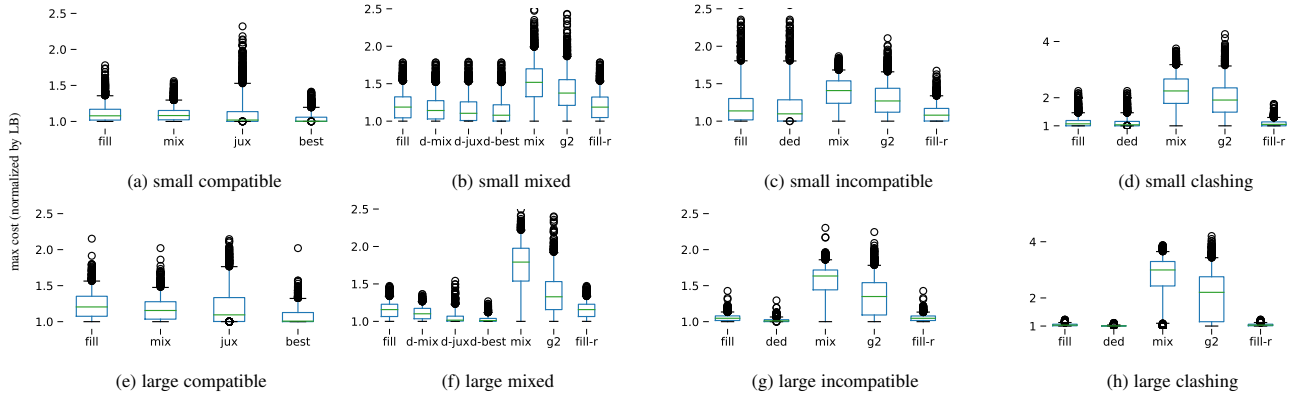 max cost (normalized by LB)
2.5
2.0
1.5
1.0
fill mix jux best
(a) small compatible
2.5
2.0
1.5
1.0
fill d-mix d-jux d-best mix g2 fill-r
(b) small mixed
2.5
2.0
1.5
1.0
fill ded mix g2 fill-r
(c) small incompatible
4
2
1
fill ded mix g2 fill-r
(d) small clashing
2.5
2.0
1.5
1.0
fill mix jux best
(e) large compatible
2.5
2.0
1.5
1.0
fill d-mix d-jux d-best mix g2 fill-r
(f) large mixed
2.5
2.0
1.5
1.0
fill ded mix g2 fill-r
(g) large incompatible
4
2
1
fill ded mix g2 fill-r
(h) large clashing